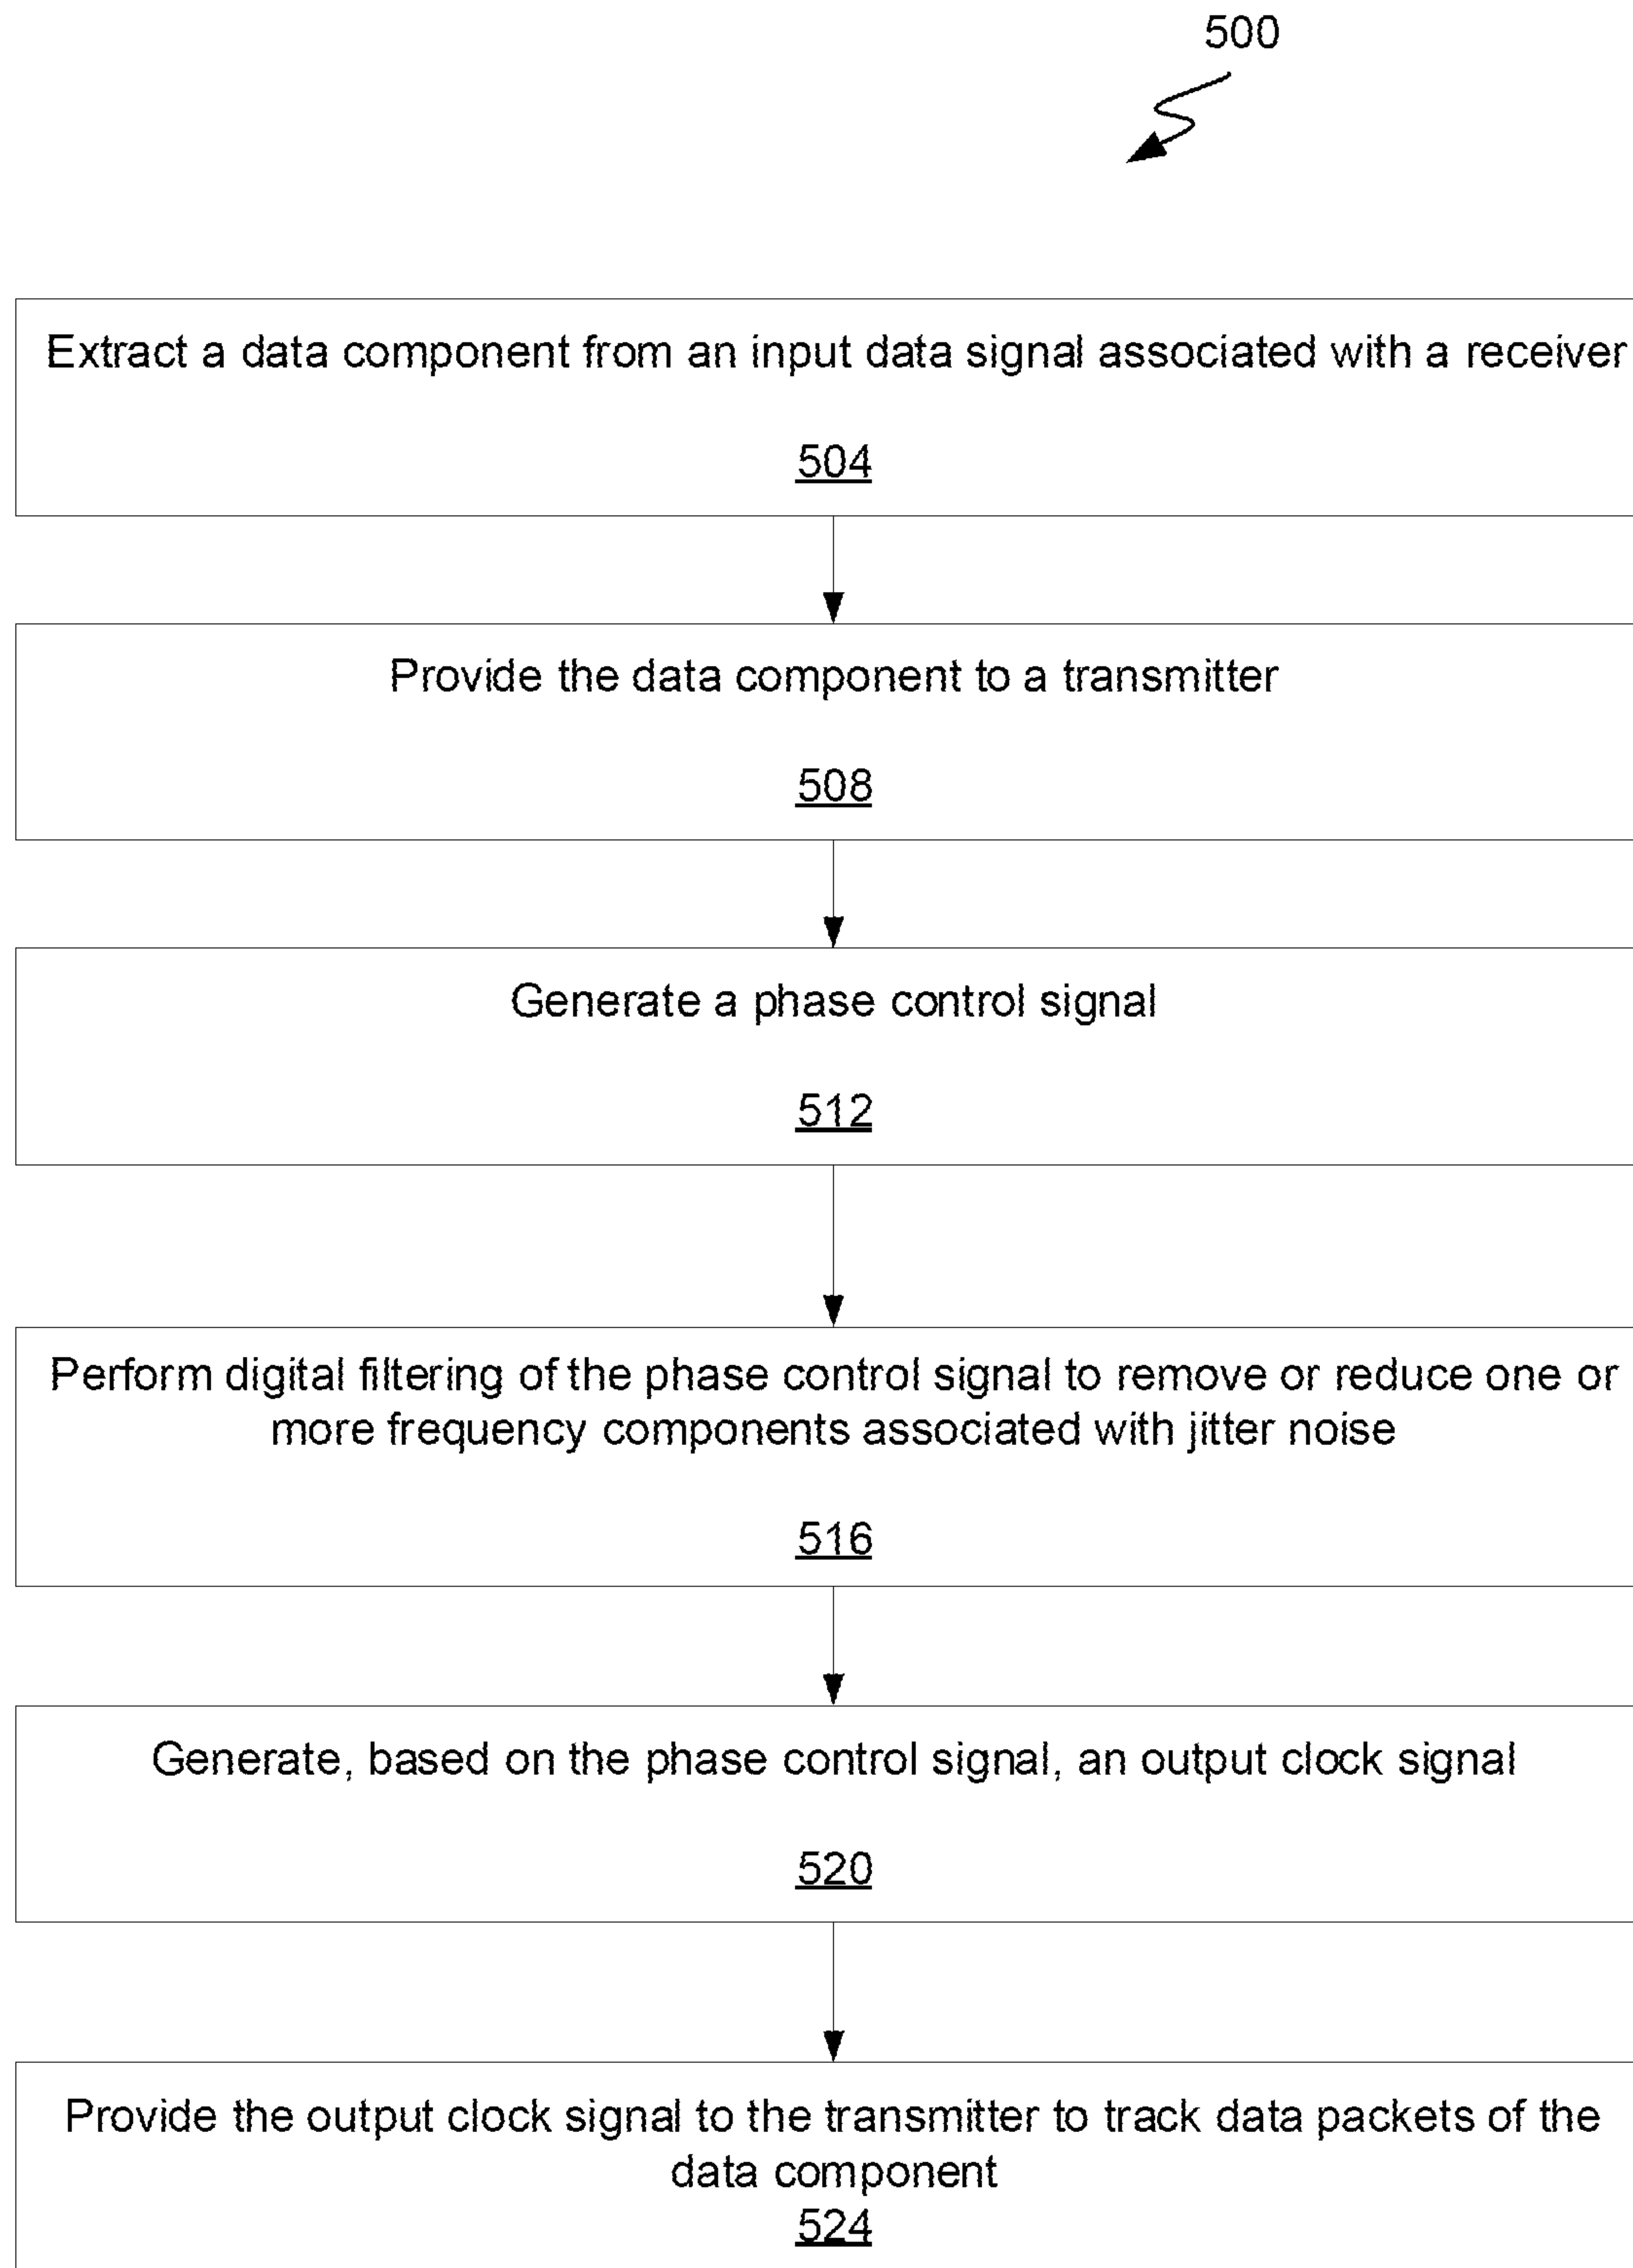 500
Extract a data component from an input data signal associated with a receiver
504
Provide the data component to a transmitter
508
Generate a phase control signal
512
Perform digital filtering of the phase control signal to remove or reduce one or
more frequency components associated with jitter noise
516
Generate, based on the phase control signal, an output clock signal
520
Provide the output clock signal to the transmitter to track data packets of the
data component
524